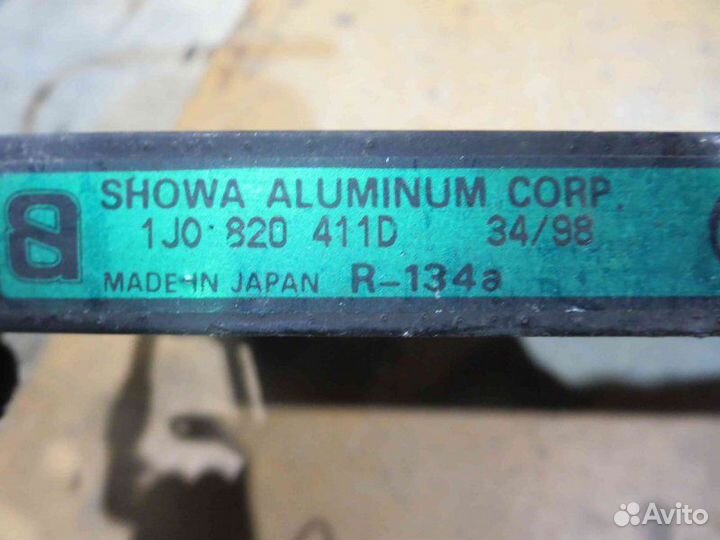 SHOWA ALUMINUM CORP.
1J0 820 411D 34/98
MADE IN JAPAN R-134a
Avito